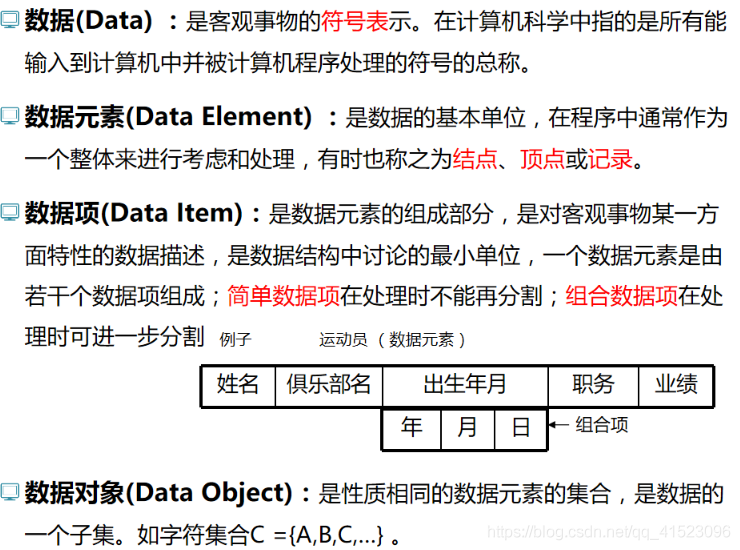 数据(Data) ：是客观事物的符号表示。在计算机科学中指的是所有能
输入到计算机中并被计算机程序处理的符号的总称。
数据元素(Data Element) ：是数据的基本单位，在程序中通常作为
一个整体来进行考虑和处理，有时也称之为结点、顶点或记录。
数据项(Data Item)：是数据元素的组成部分，是对客观事物某一方
面特性的数据描述，是数据结构中讨论的最小单位，一个数据元素是由
若干个数据项组成；简单数据项在处理时不能再分割；组合数据项在处
理时可进一步分割 例子 运动员（数据元素）
姓名 俱乐部名 出生年月 职务 业绩
年 月 日 ← 组合项
数据对象(Data Object)：是性质相同的数据元素的集合，是数据的
一个子集。如字符集合C ={A,B,C,…} 。
https://blog.csdn.net/qq_41523096